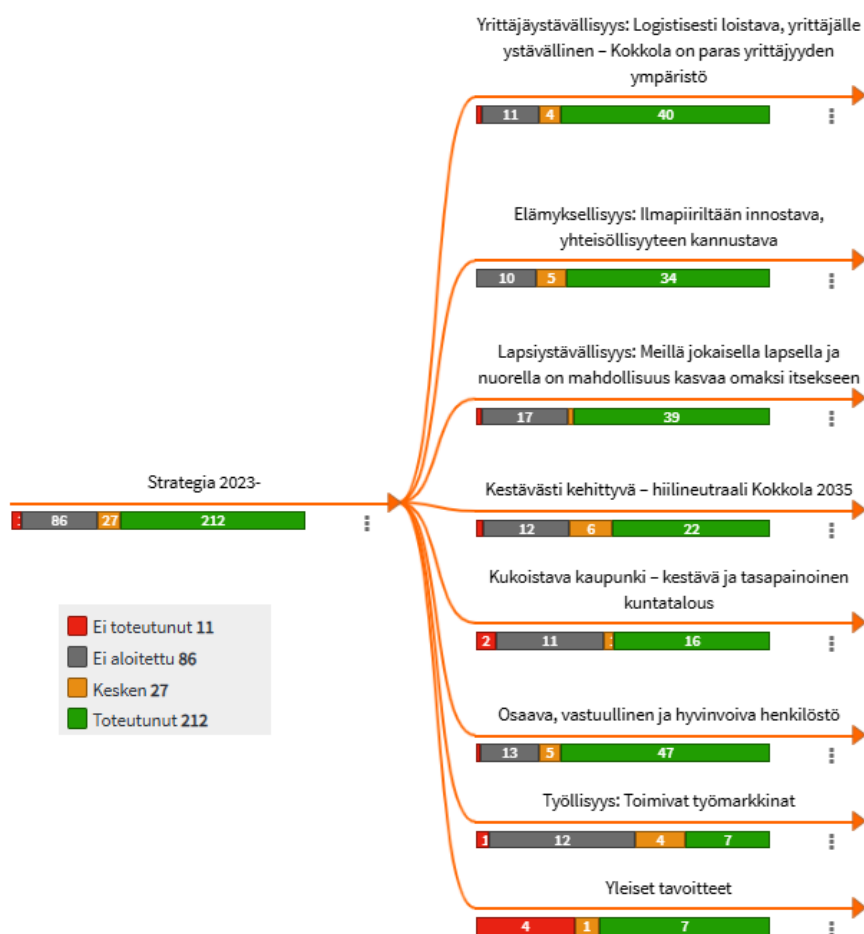 Yrittäjäystävällisyys: Logistisesti loistava, yrittäjälle
ystävällinen – Kokkola on paras yrittäjyyden
ympäristö
11 4 40
Elämyksellisyys: Ilmapiiriltään innostava,
yhteisöllisyyteen kannustava
10 5 34
Lapsiystävällisyys: Meillä jokaisella lapsella ja
nuorella on mahdollisuus kasvaa omaksi itsekseen
17 39
Strategia 2023-
86 27 212
Kestävästi kehittyvä – hiilineutraali Kokkola 2035
12 6 22
Kukoistava kaupunki – kestävä ja tasapainoinen
kuntatalous
2 11 16
Ei toteutunut 11
Ei aloitettu 86
Kesken 27
Toteutunut 212
Osaava, vastuullinen ja hyvinvoiva henkilöstö
13 5 47
Työllisyys: Toimivat työmarkkinat
1 12 4 7
Yleiset tavoitteet
4 1 7